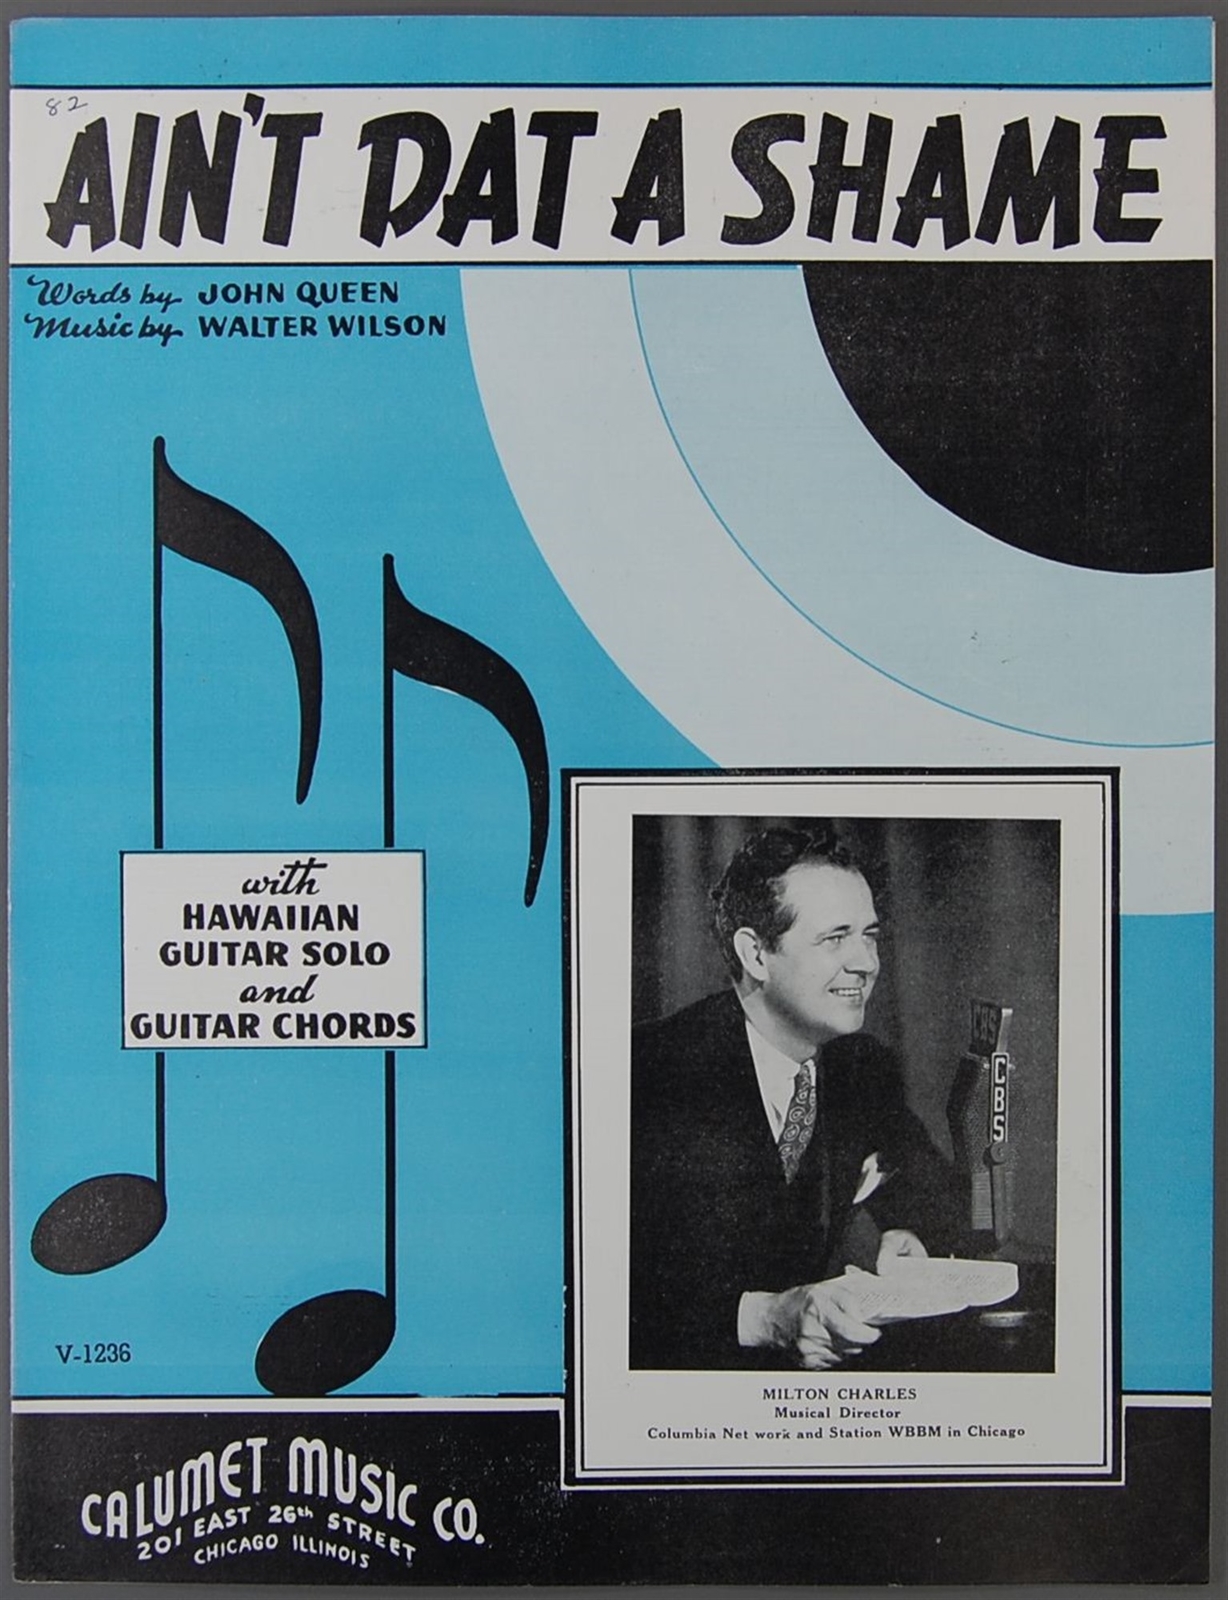 82
AIN'T DAT A SHAME
Words by JOHN QUEEN
Music by WALTER WILSON
with
HAWAIIAN
GUITAR SOLO
and
GUITAR CHORDS
CBS
CBS
V-1236
MILTON CHARLES
Musical Director
Columbia Net work and Station WBBM in Chicago
CALUMET MUSIC CO.
201 EAST 26th STREET
CHICAGO ILLINOIS